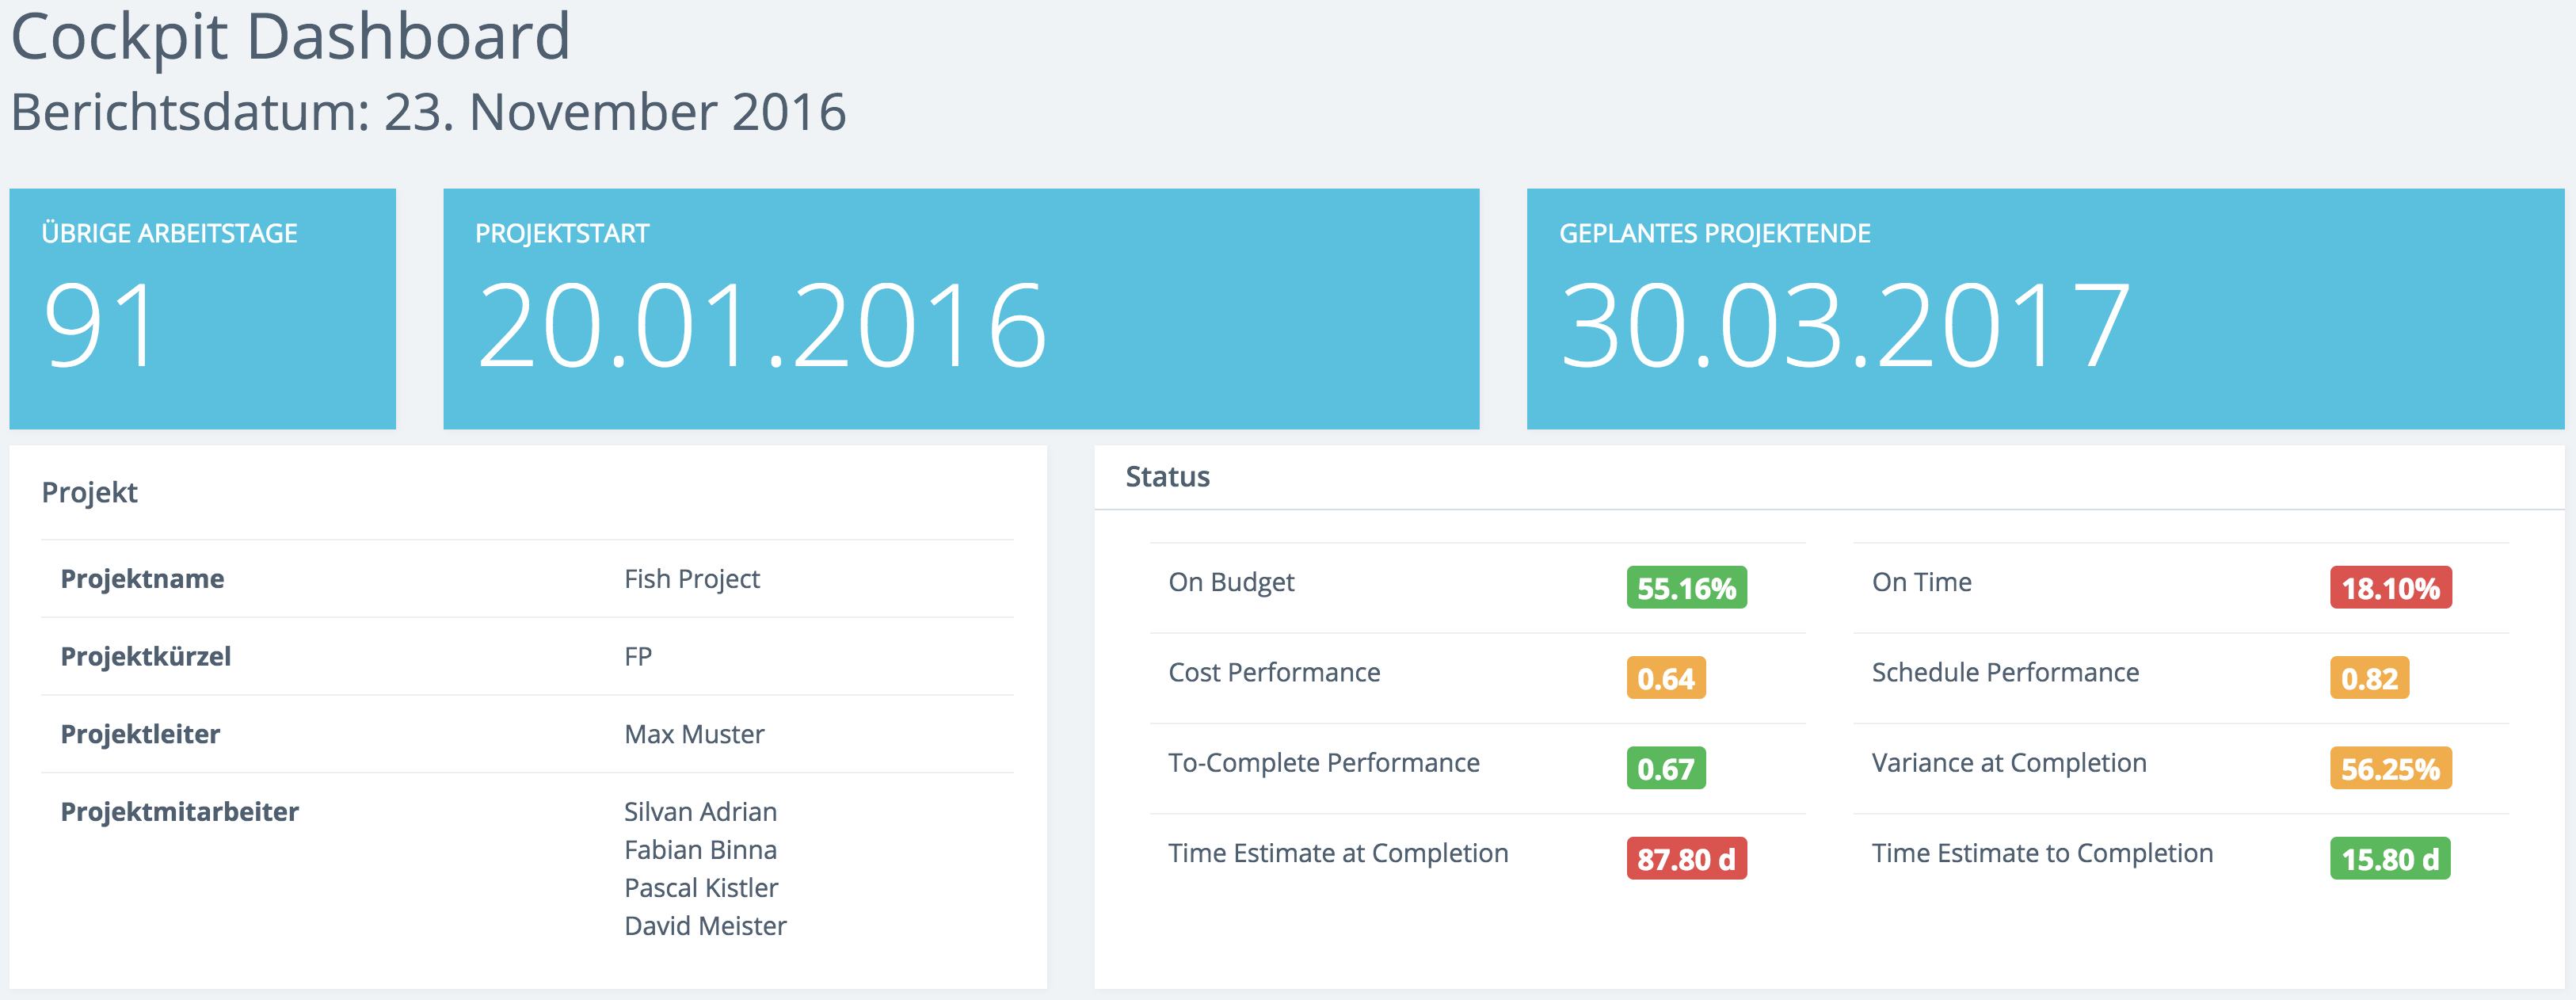 Cockpit Dashboard
Berichtsdatum: 23. November 2016
ÜBRIGE ARBEITSTAGE
91
PROJEKTSTART
20.01.2016
GEPLANTES PROJEKTENDE
30.03.2017
Projekt
Projektname Fish Project
Projektkürzel FP
Projektleiter Max Muster
Projektmitarbeiter Silvan Adrian
Fabian Binna
Pascal Kistler
David Meister
Status
On Budget 55.16% On Time 18.10%
Cost Performance 0.64 Schedule Performance 0.82
To-Complete Performance 0.67 Variance at Completion 56.25%
Time Estimate at Completion 87.80 d Time Estimate to Completion 15.80 d